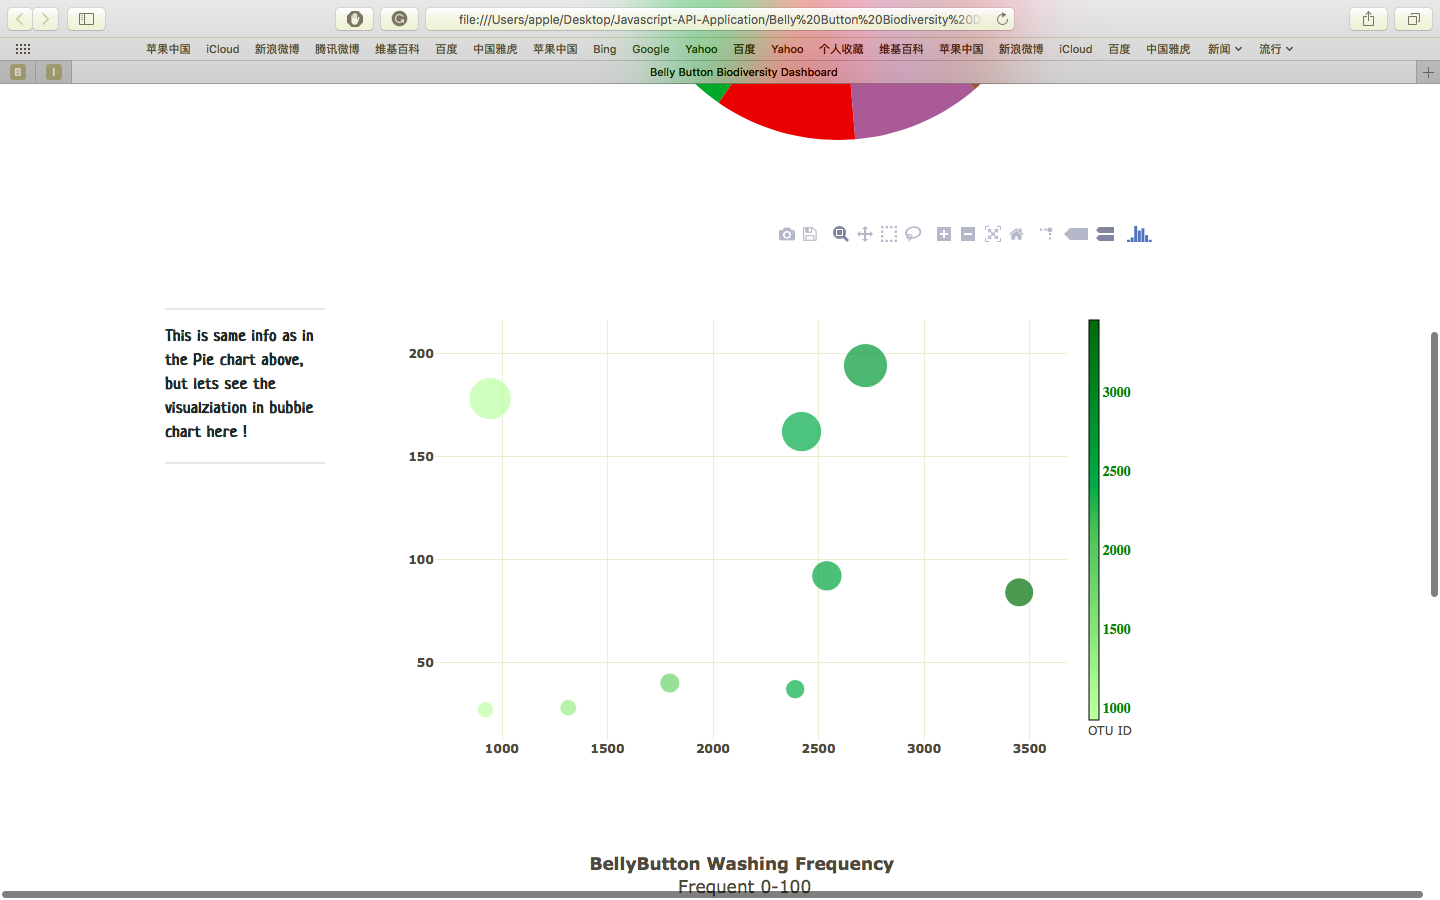 file:///Users/apple/Desktop/Javascript-API-Application/Belly%20Button%20Biodiversity%20D
苹果中国 iCloud 新浪微博 腾讯微博 维基百科 百度 中国雅虎 苹果中国 Bing Google Yahoo 百度 Yahoo 个人收藏 维基百科 苹果中国 新浪微博 iCloud 百度 中国雅虎 新闻 流行
B I Belly Button Biodiversity Dashboard
This is same info as in
the Pie chart above,
but lets see the
visualziation in bubble
chart here !
200
150
100
50
1000 1500 2000 2500 3000 3500
3000
2500
2000
1500
1000
OTU ID
BellyButton Washing Frequency
Frequent 0-100